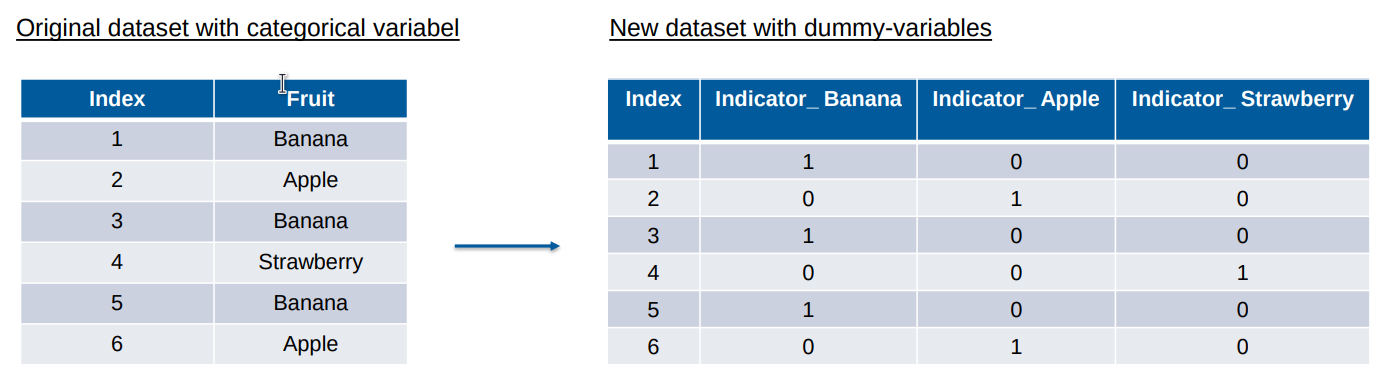 Original dataset with categorical variabel
Index Fruit
1 Banana
2 Apple
3 Banana
4 Strawberry
5 Banana
6 Apple
New dataset with dummy-variables
Index Indicator_ Banana Indicator_ Apple Indicator_ Strawberry
1 1 0 0
2 0 1 0
3 1 0 0
4 0 0 1
5 1 0 0
6 0 1 0